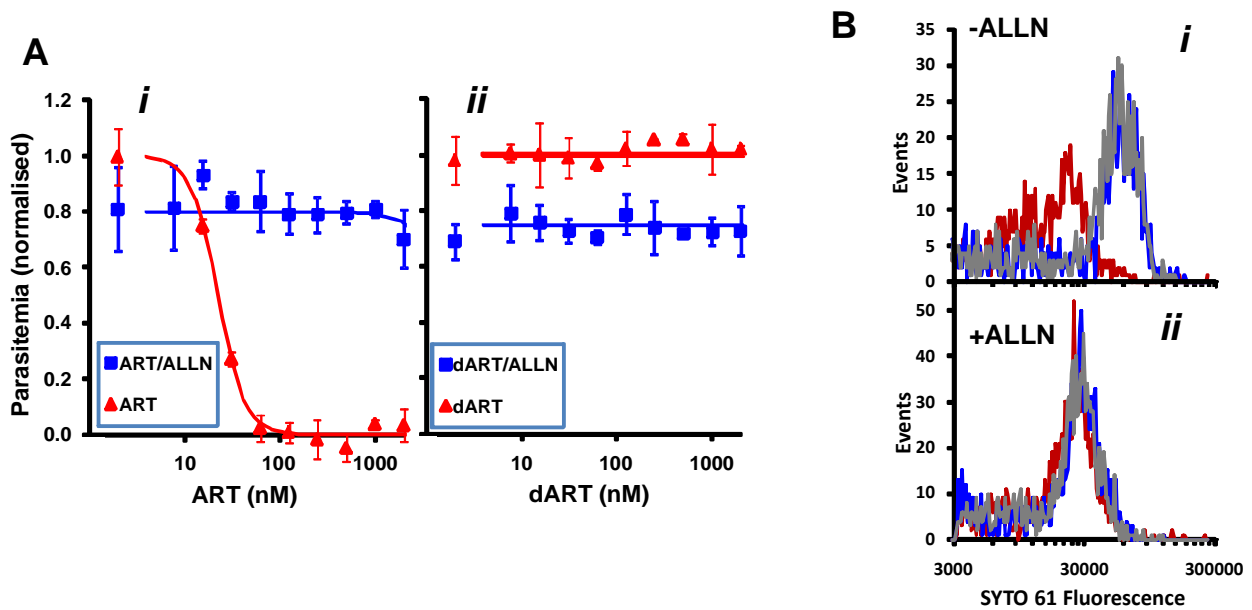 A
i
ii
Parasitemia (normalised)
1.2
1.0
0.8
0.6
0.4
0.2
0.0
ART/ALLN
ART
dART/ALLN
dART
10 100 1000
10 100 1000
ART (nM)
dART (nM)
B
-ALLN
i
Events
35
30
25
20
15
10
5
0
+ALLN
ii
Events
50
40
30
20
10
0
3000 30000 300000
SYTO 61 Fluorescence